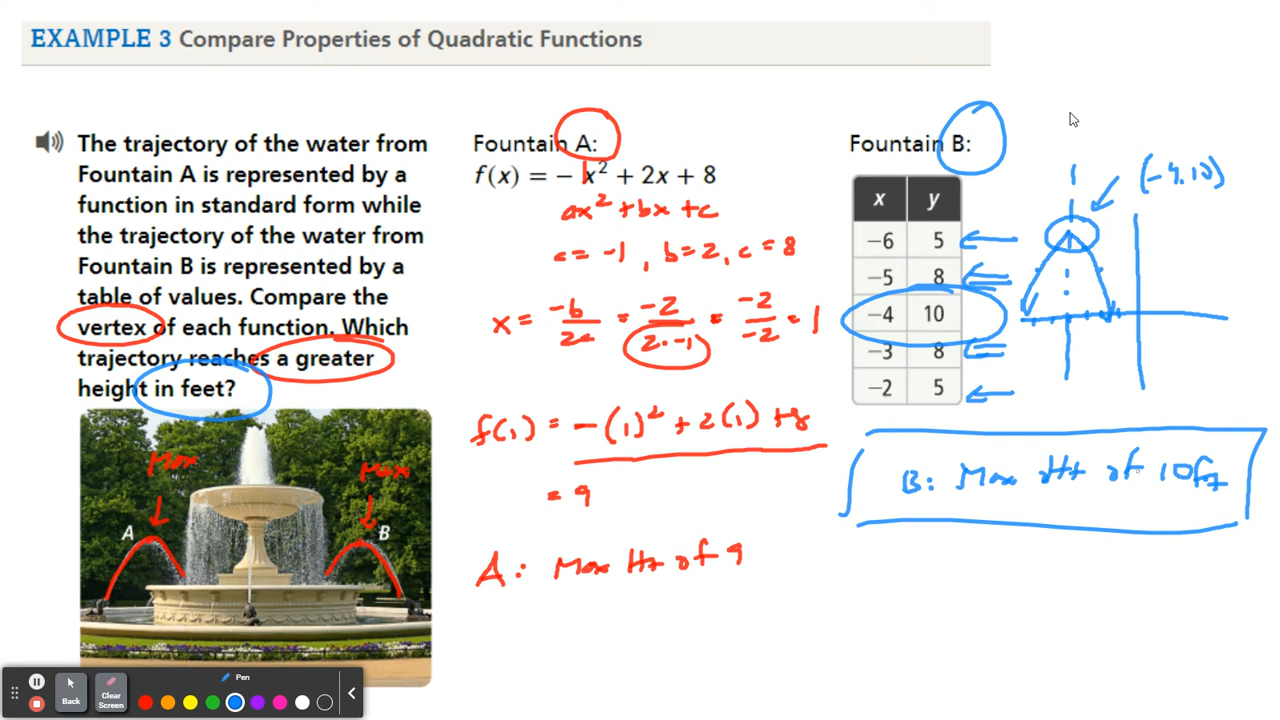 EXAMPLE 3 Compare Properties of Quadratic Functions
The trajectory of the water from
Fountain A is represented by a
function in standard form while
the trajectory of the water from
Fountain B is represented by a
table of values. Compare the
vertex of each function. Which
trajectory reaches a greater
height in feet?
Max
Max
A
B
Fountain A:
f(x) = − x² + 2x + 8
ax² + bx + c
= -1, b = 2, c = 8
x = -b/2a = -2/2·-1 = -2/-2 = 1
f(1) = -(1)² + 2(1) + 8
= 9
A: Max Ht of 9
Fountain B:
x y
−6 5
−5 8
−4 10
−3 8
−2 5
(-4,10)
B: Max Ht of 10ft
Pen
Back
Clear
Screen